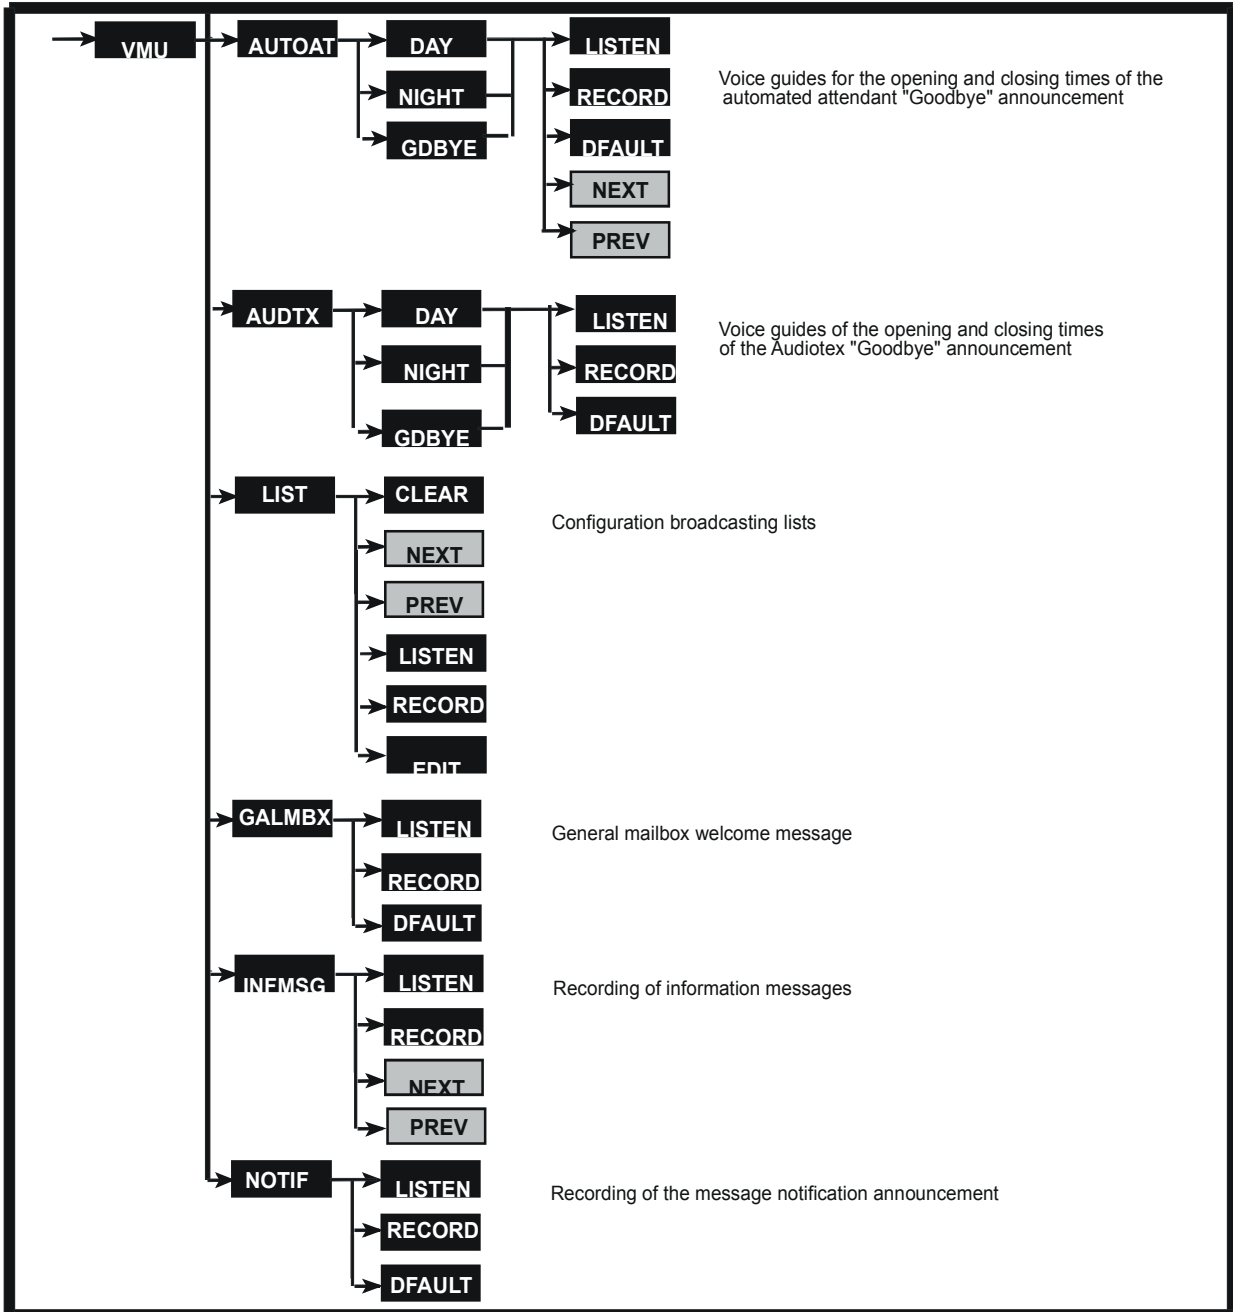 VMU
AUTOAT
DAY
LISTEN
NIGHT
RECORD
GDBYE
DFAULT
NEXT
PREV
Voice guides for the opening and closing times of the
automated attendant "Goodbye" announcement
AUDTX
DAY
LISTEN
NIGHT
RECORD
GDBYE
DFAULT
Voice guides of the opening and closing times
of the Audiotex "Goodbye" announcement
LIST
CLEAR
NEXT
PREV
LISTEN
RECORD
EDIT
Configuration broadcasting lists
GALMBX
LISTEN
RECORD
DFAULT
General mailbox welcome message
INFMSG
LISTEN
RECORD
NEXT
PREV
Recording of information messages
NOTIF
LISTEN
RECORD
DFAULT
Recording of the message notification announcement